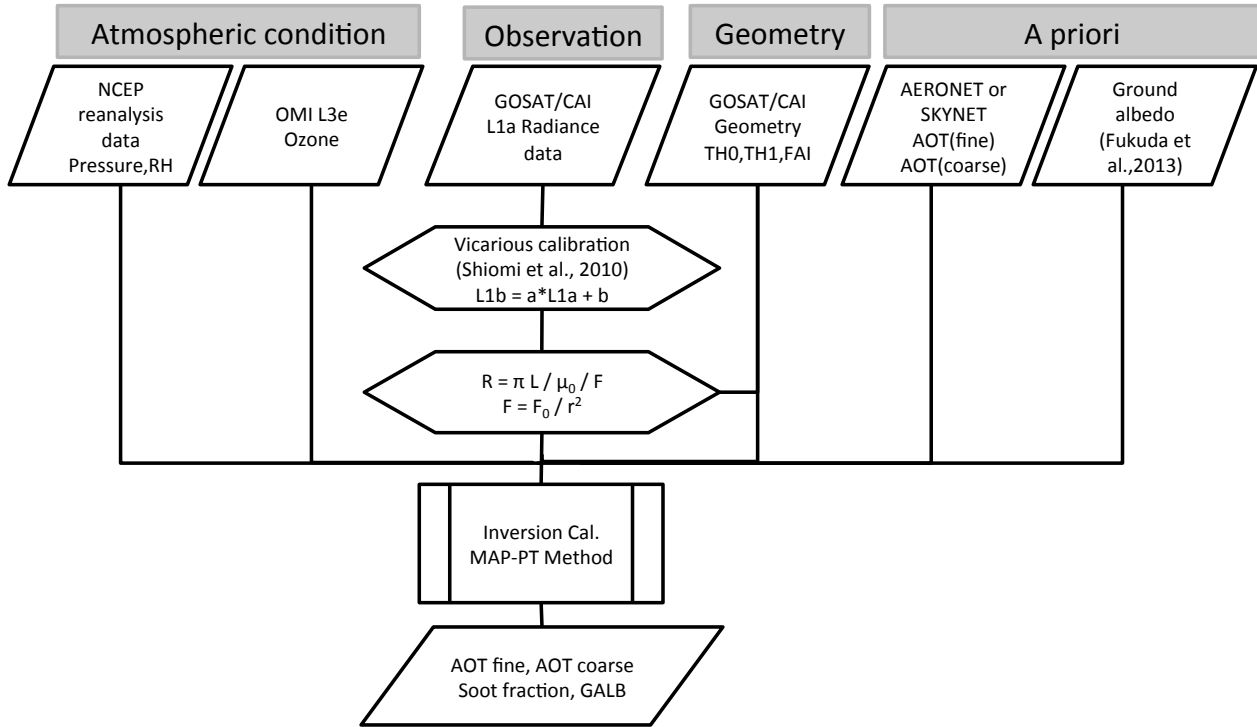 Atmospheric condition
Observation
Geometry
A priori
NCEP
reanalysis
data
Pressure,RH
OMI L3e
Ozone
GOSAT/CAI
L1a Radiance
data
GOSAT/CAI
Geometry
TH0,TH1,FAI
AERONET or
SKYNET
AOT(fine)
AOT(coarse)
Ground
albedo
(Fukuda et
al.,2013)
Vicarious calibration
(Shiomi et al., 2010)
L1b = a*L1a + b
R = π L / μ₀ / F
F = F₀ / r²
Inversion Cal.
MAP-PT Method
AOT fine, AOT coarse
Soot fraction, GALB